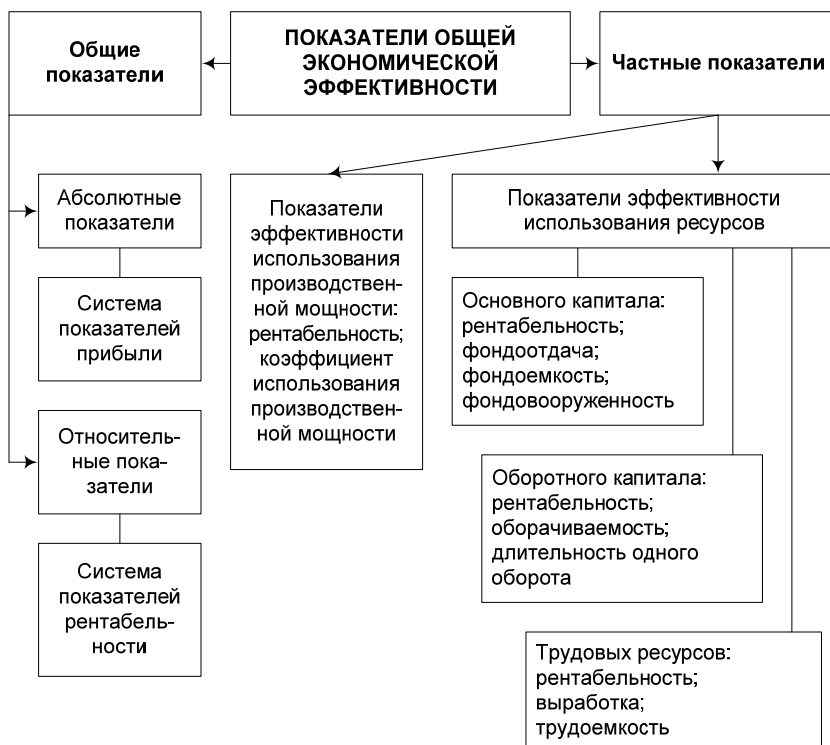 Общие
показатели
ПОКАЗАТЕЛИ ОБЩЕЙ
ЭКОНОМИЧЕСКОЙ
ЭФФЕКТИВНОСТИ
Частные показатели
Абсолютные
показатели
Система
показателей
прибыли
Относитель-
ные пока-
затели
Система
показателей
рентабель-
ности
Показатели
эффективности
использования
производствен-
ной мощности:
рентабельность;
коэффициент
использования
производствен-
ной мощности
Показатели эффективности
использования ресурсов
Основного капитала:
рентабельность;
фондоотдача;
фондоемкость;
фондовооруженность
Оборотного капитала:
рентабельность;
оборачиваемость;
длительность одного
оборота
Трудовых ресурсов:
рентабельность;
выработка;
трудоемкость